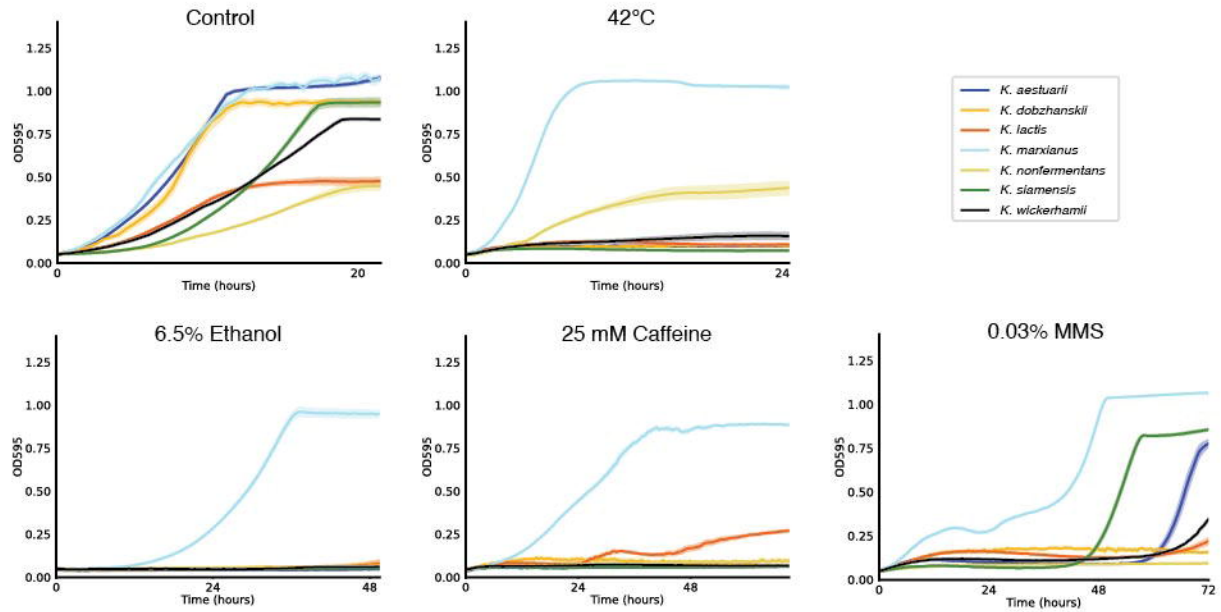 Control
1.25
1.00
0.75
0.50
0.25
0.00
OD595
0
20
Time (hours)
42°C
1.25
1.00
0.75
0.50
0.25
0.00
OD595
0
24
Time (hours)
K. aestuarii
K. dobzhanskii
K. lactis
K. marxianus
K. nonfermentans
K. siamensis
K. wickerhamii
6.5% Ethanol
1.25
1.00
0.75
0.50
0.25
0.00
OD595
24
48
Time (hours)
25 mM Caffeine
1.25
1.00
0.75
0.50
0.25
0.00
OD595
0
24
48
Time (hours)
0.03% MMS
1.25
1.00
0.75
0.50
0.25
0.00
OD595
0
24
48
72
Time (hours)